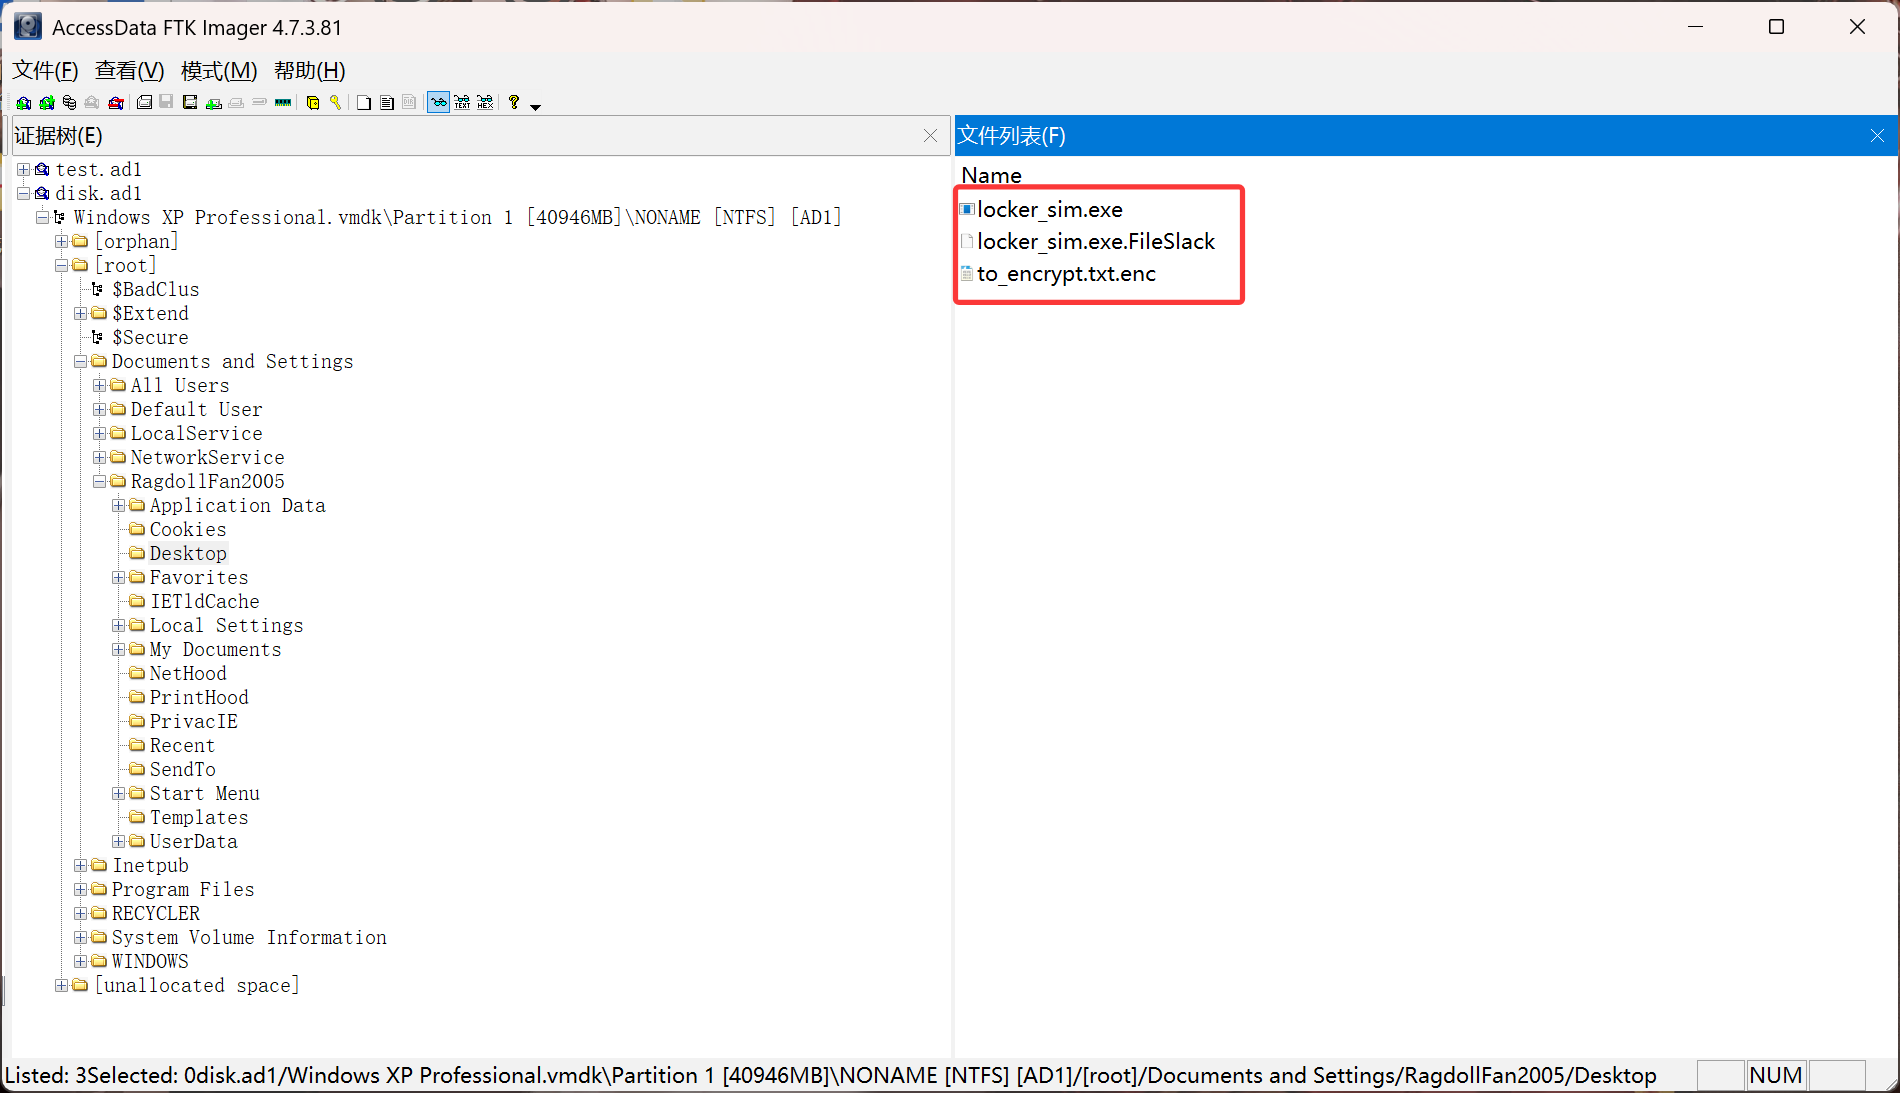 AccessData FTK Imager 4.7.3.81
文件(F) 查看(V) 模式(M) 帮助(H)
证据树(E)
test.ad1
disk.ad1
Windows XP Professional.vmdk\Partition 1 [40946MB]\NONAME [NTFS] [AD1]
[orphan]
[root]
$BadClus
$Extend
$Secure
Documents and Settings
All Users
Default User
LocalService
NetworkService
RagdollFan2005
Application Data
Cookies
Desktop
Favorites
IETldCache
Local Settings
My Documents
NetHood
PrintHood
PrivacIE
Recent
SendTo
Start Menu
Templates
UserData
Inetpub
Program Files
RECYCLER
System Volume Information
WINDOWS
[unallocated space]
文件列表(F)
Name
locker_sim.exe
locker_sim.exe.FileSlack
to_encrypt.txt.enc
Listed: 3Selected: 0disk.ad1/Windows XP Professional.vmdk\Partition 1 [40946MB]\NONAME [NTFS] [AD1]/[root]/Documents and Settings/RagdollFan2005/Desktop
NUM